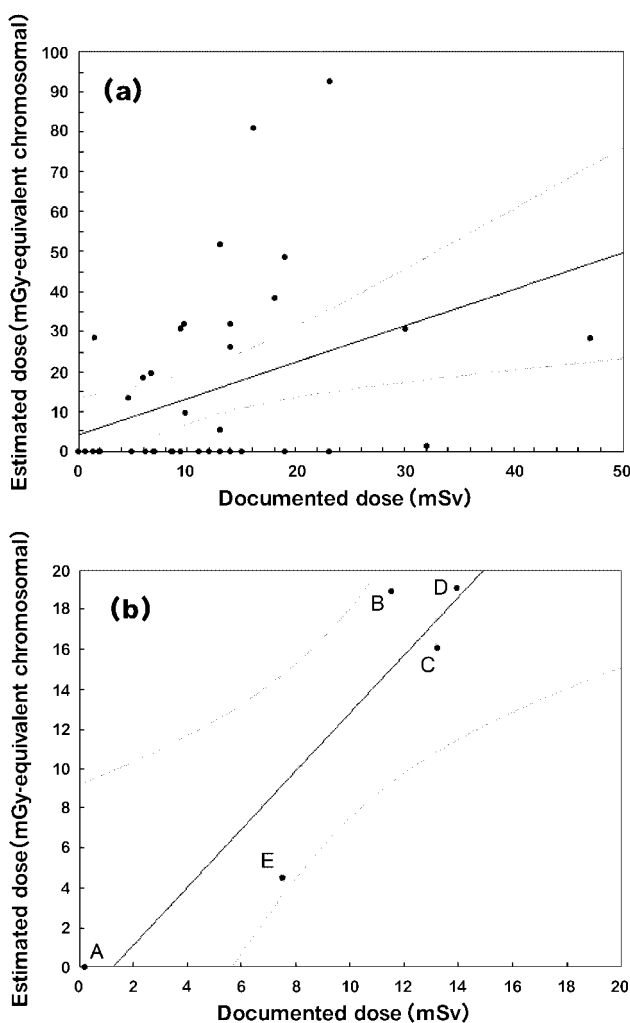 (a)
Estimated dose(mGy-equivalent chromosomal)
100
90
80
70
60
50
40
30
20
10
0
0 10 20 30 40 50
Documented dose (mSv)
(b)
Estimated dose(mGy-equivalent chromosomal)
20
18
16
14
12
10
8
6
4
2
0
B
D
C
E
A
0 2 4 6 8 10 12 14 16 18 20
Documented dose (mSv)